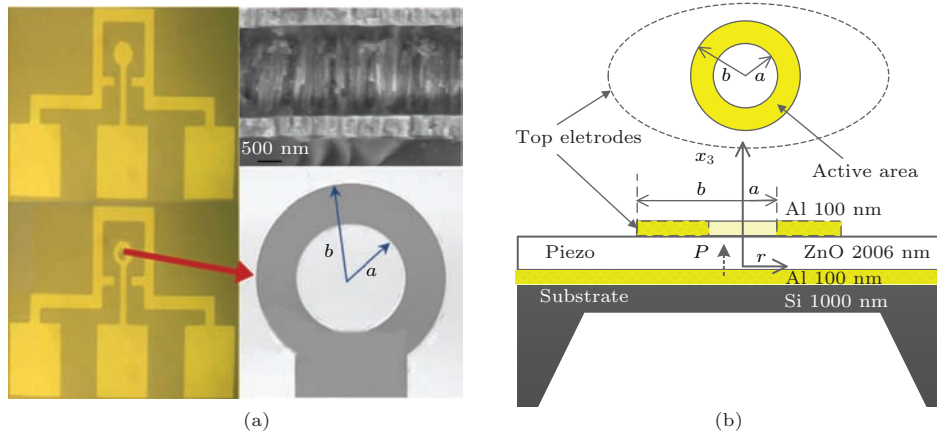 (a)
500 nm
b
a
(b)
b
a
Top eletrodes
x3
Active area
b
a
Al 100 nm
Piezo
P
r
ZnO 2006 nm
Al 100 nm
Substrate
Si 1000 nm
(a)
(b)